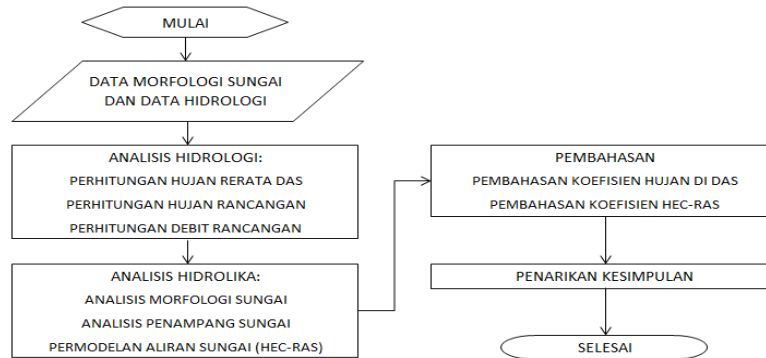 MULAI
DATA MORFOLOGI SUNGAI
DAN DATA HIDROLOGI
ANALISIS HIDROLOGI:
PERHITUNGAN HUJAN RERATA DAS
PERHITUNGAN HUJAN RANCANGAN
PERHITUNGAN DEBIT RANCANGAN
ANALISIS HIDROLIKA:
ANALISIS MORFOLOGI SUNGAI
ANALISIS PENAMPANG SUNGAI
PERMODELAN ALIRAN SUNGAI (HEC-RAS)
PEMBAHASAN
PEMBAHASAN KOEFISIEN HUJAN DI DAS
PEMBAHASAN KOEFISIEN HEC-RAS
PENARIKAN KESIMPULAN
SELESAI